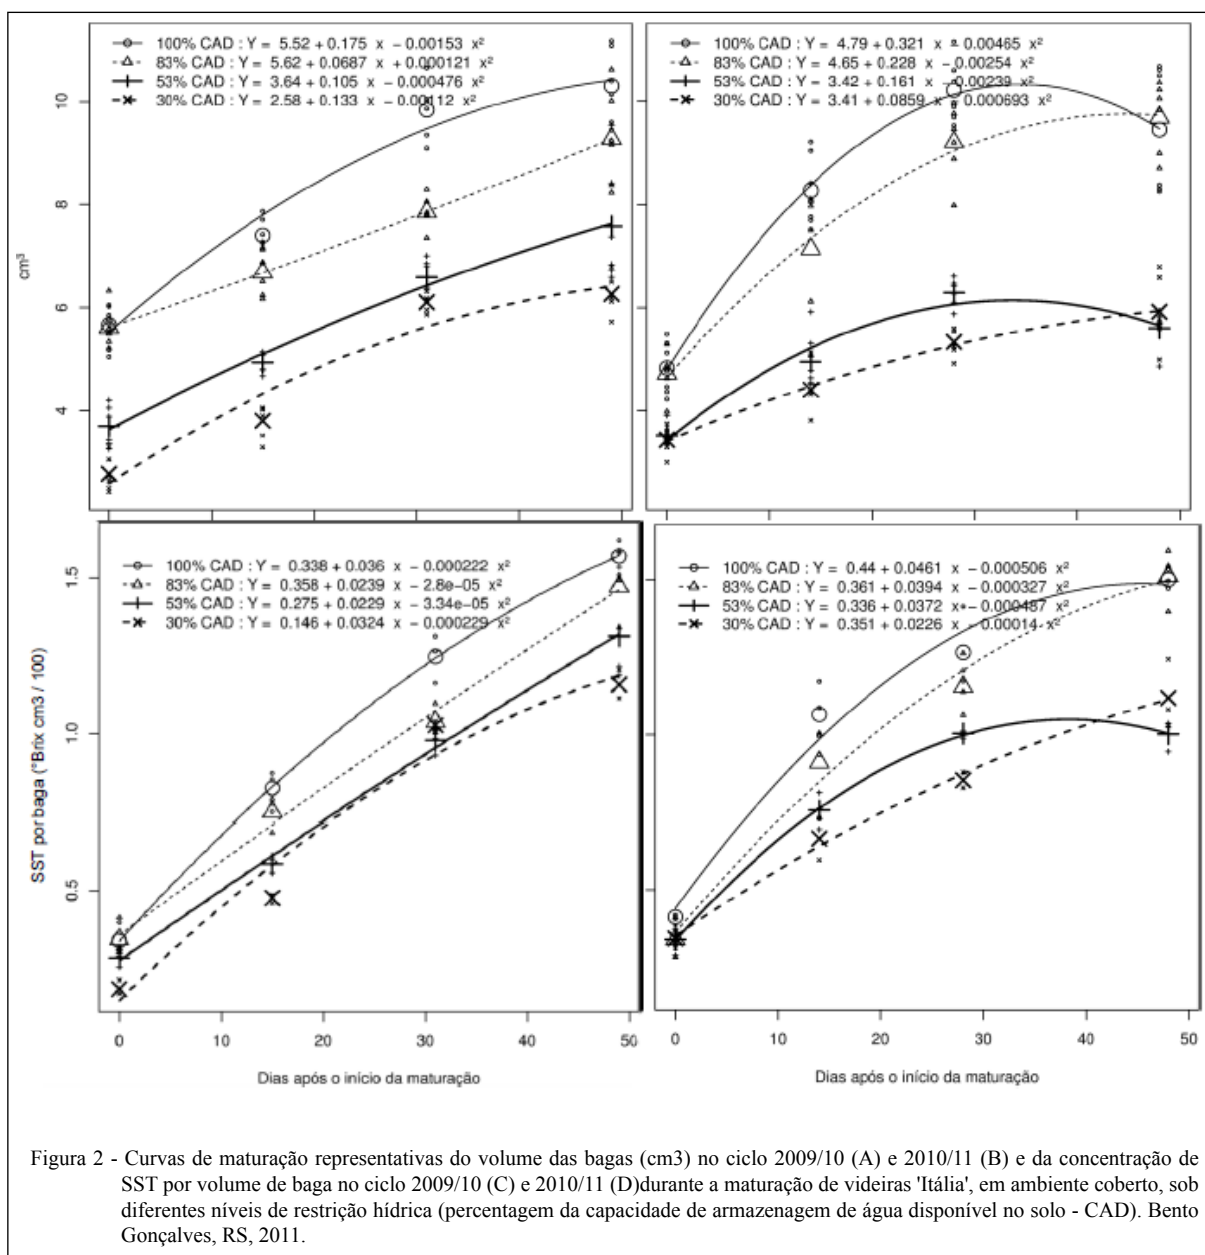 100% CAD : Y = 5.52 + 0.175 x − 0.00153 x²
83% CAD : Y = 5.62 + 0.0687 x + 0.000121 x²
53% CAD : Y = 3.64 + 0.105 x − 0.000476 x²
30% CAD : Y = 2.58 + 0.133 x − 0.00112 x²
100% CAD : Y = 4.79 + 0.321 x − 0.00465 x²
83% CAD : Y = 4.65 + 0.228 x − 0.00254 x²
53% CAD : Y = 3.42 + 0.161 x − 0.00239 x²
30% CAD : Y = 3.41 + 0.0859 x − 0.000693 x²
10
8
6
4
cm³
100% CAD : Y = 0.338 + 0.036 x − 0.000222 x²
83% CAD : Y = 0.358 + 0.0239 x − 2.8e-05 x²
53% CAD : Y = 0.275 + 0.0229 x − 3.34e-05 x²
30% CAD : Y = 0.146 + 0.0324 x − 0.000229 x²
100% CAD : Y = 0.44 + 0.0461 x − 0.000506 x²
83% CAD : Y = 0.361 + 0.0394 x − 0.000327 x²
53% CAD : Y = 0.336 + 0.0372 x − 0.000487 x²
30% CAD : Y = 0.351 + 0.0226 x − 0.00014 x²
1.5
1.0
0.5
SST por baga (°Brix cm3 / 100)
0 10 20 30 40 50
0 10 20 30 40 50
Dias após o início da maturação
Dias após o início da maturação
Figura 2 - Curvas de maturação representativas do volume das bagas (cm3) no ciclo 2009/10 (A) e 2010/11 (B) e da concentração de
SST por volume de baga no ciclo 2009/10 (C) e 2010/11 (D)durante a maturação de videiras 'Itália', em ambiente coberto, sob
diferentes níveis de restrição hídrica (percentagem da capacidade de armazenagem de água disponível no solo - CAD). Bento
Gonçalves, RS, 2011.